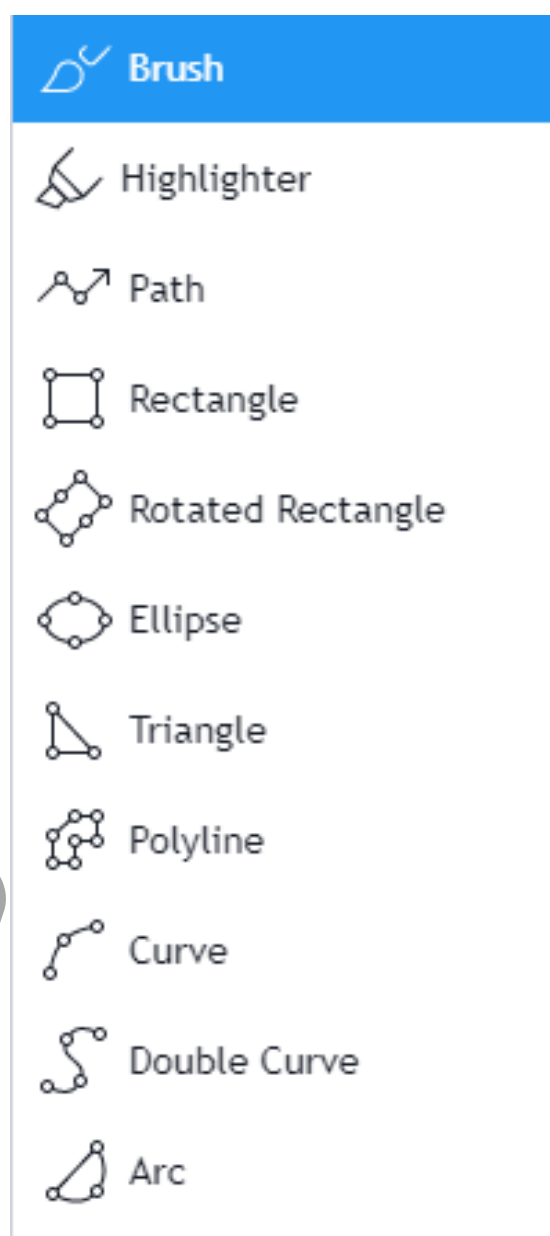 Brush
Highlighter
Path
Rectangle
Rotated Rectangle
Ellipse
Triangle
Polyline
Curve
Double Curve
Arc